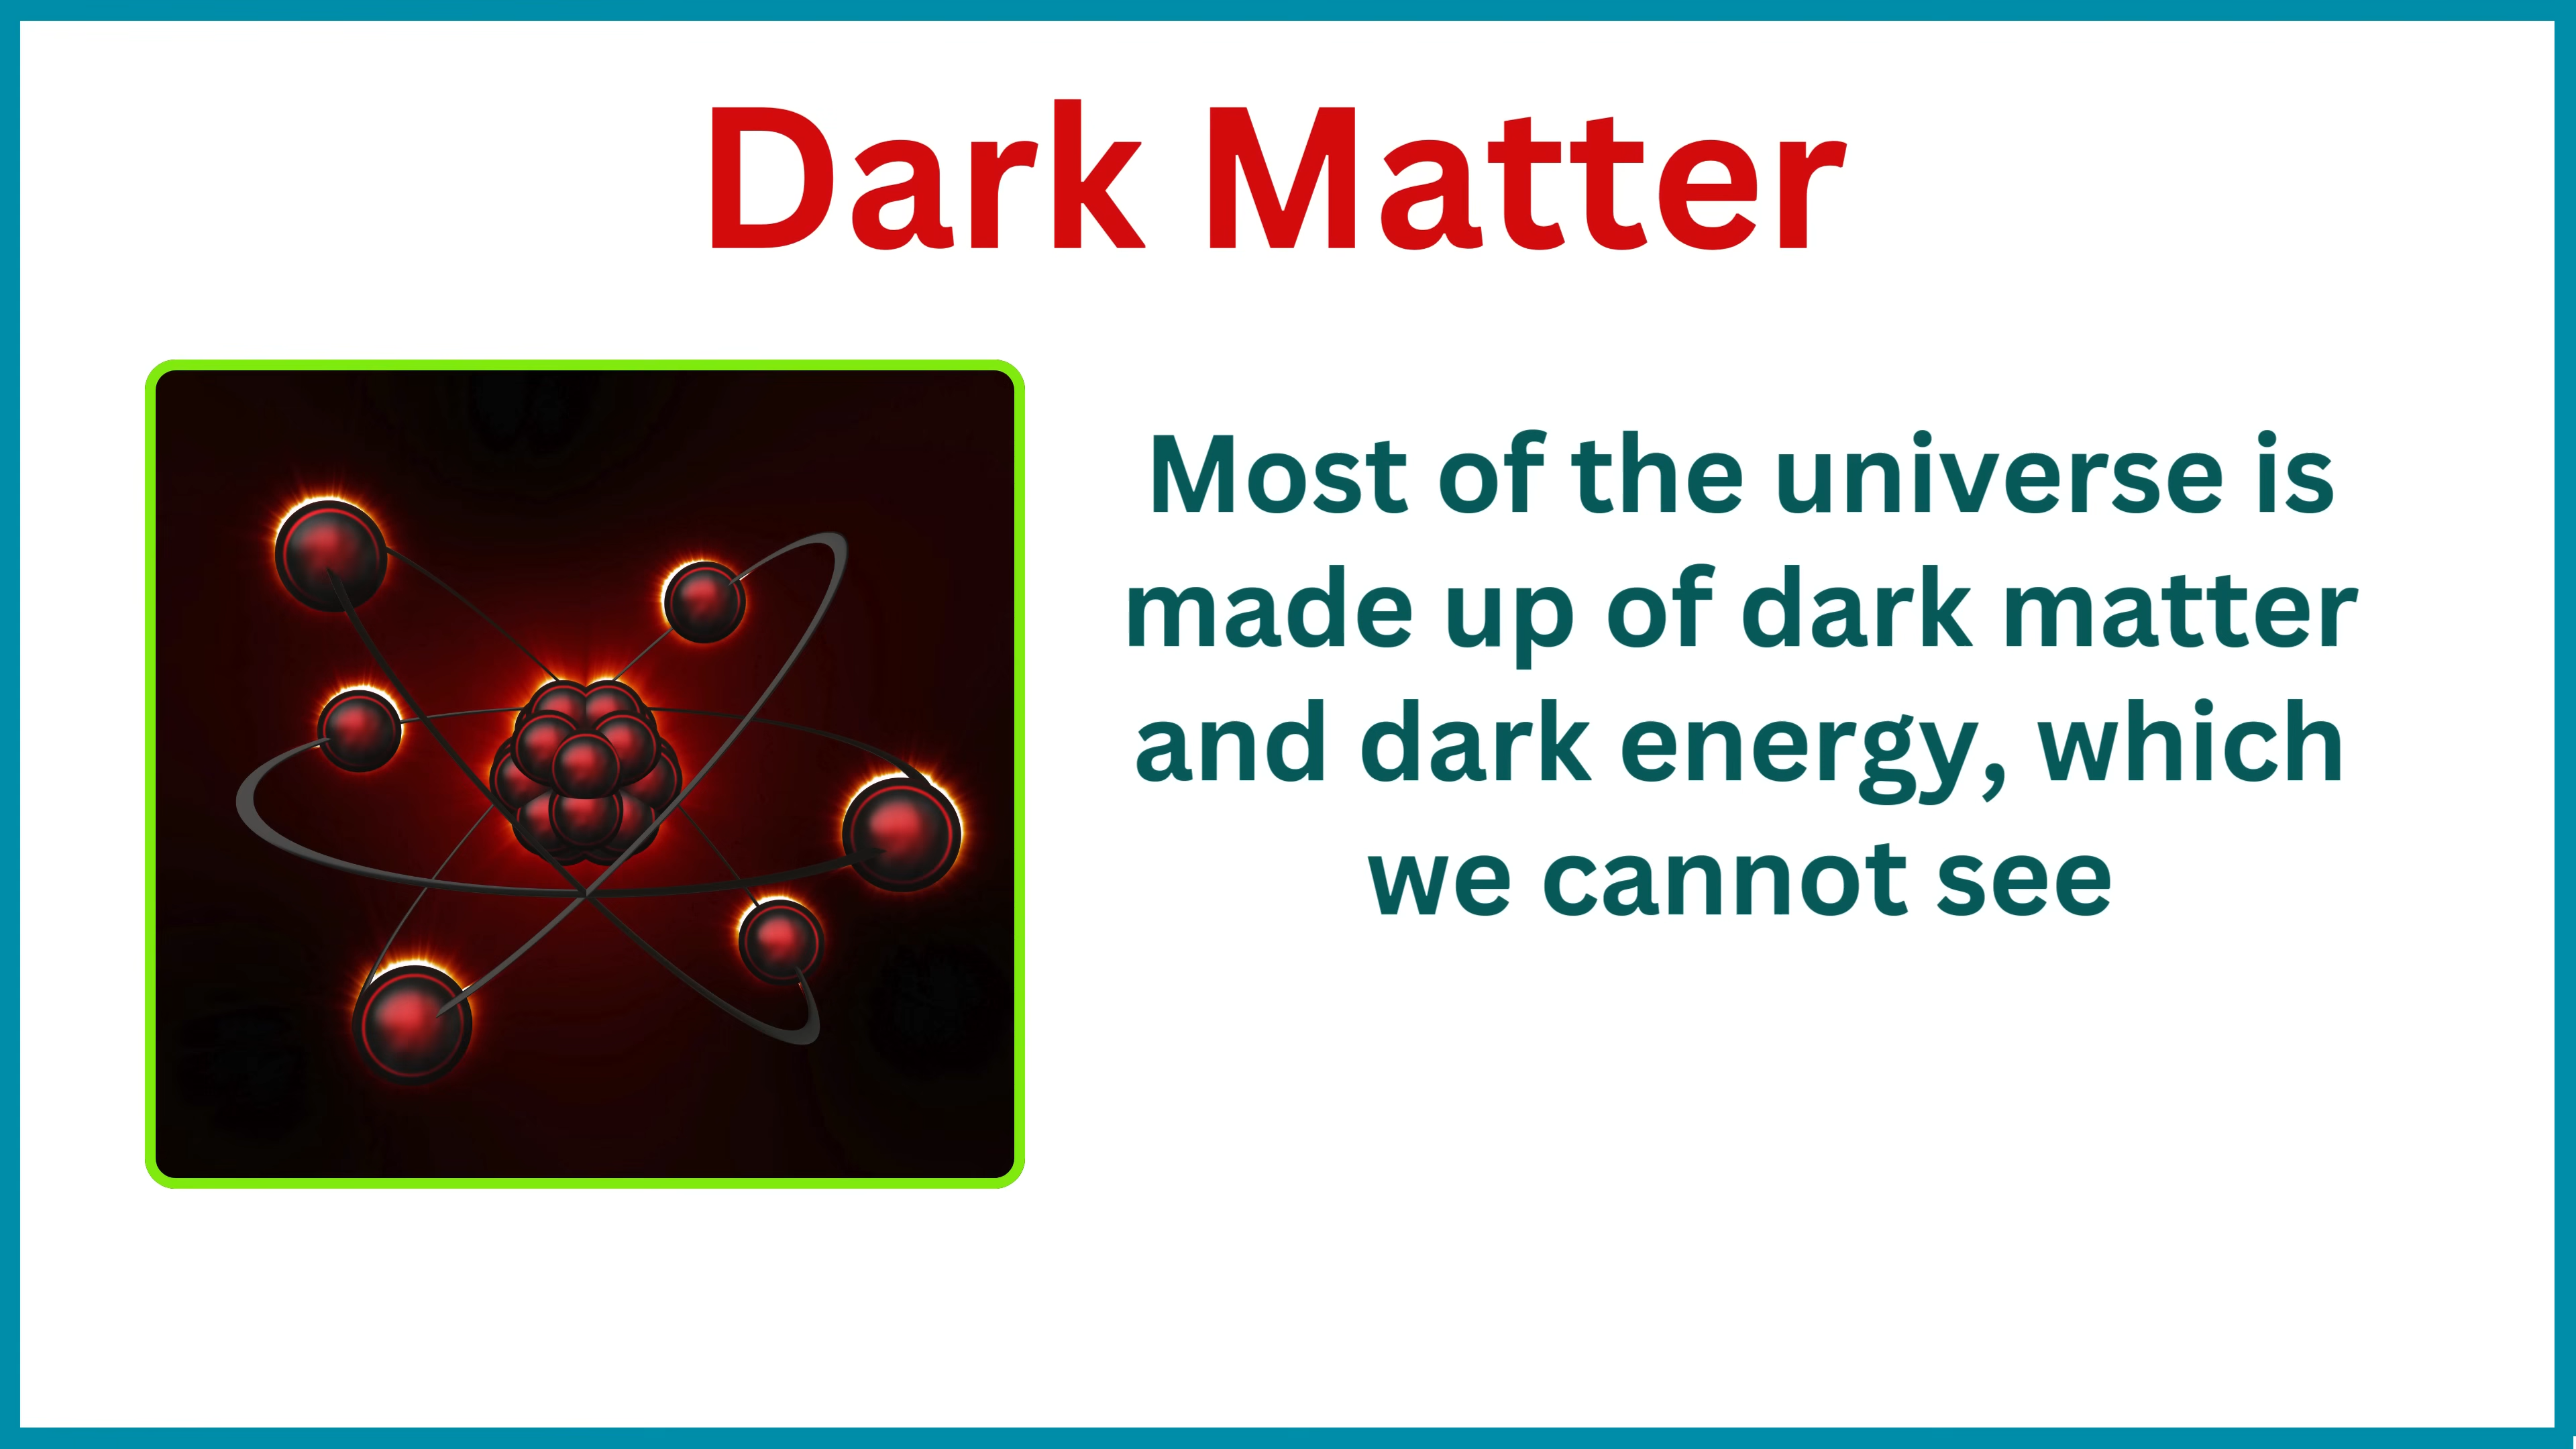 Dark Matter
Most of the universe is
made up of dark matter
and dark energy, which
we cannot see